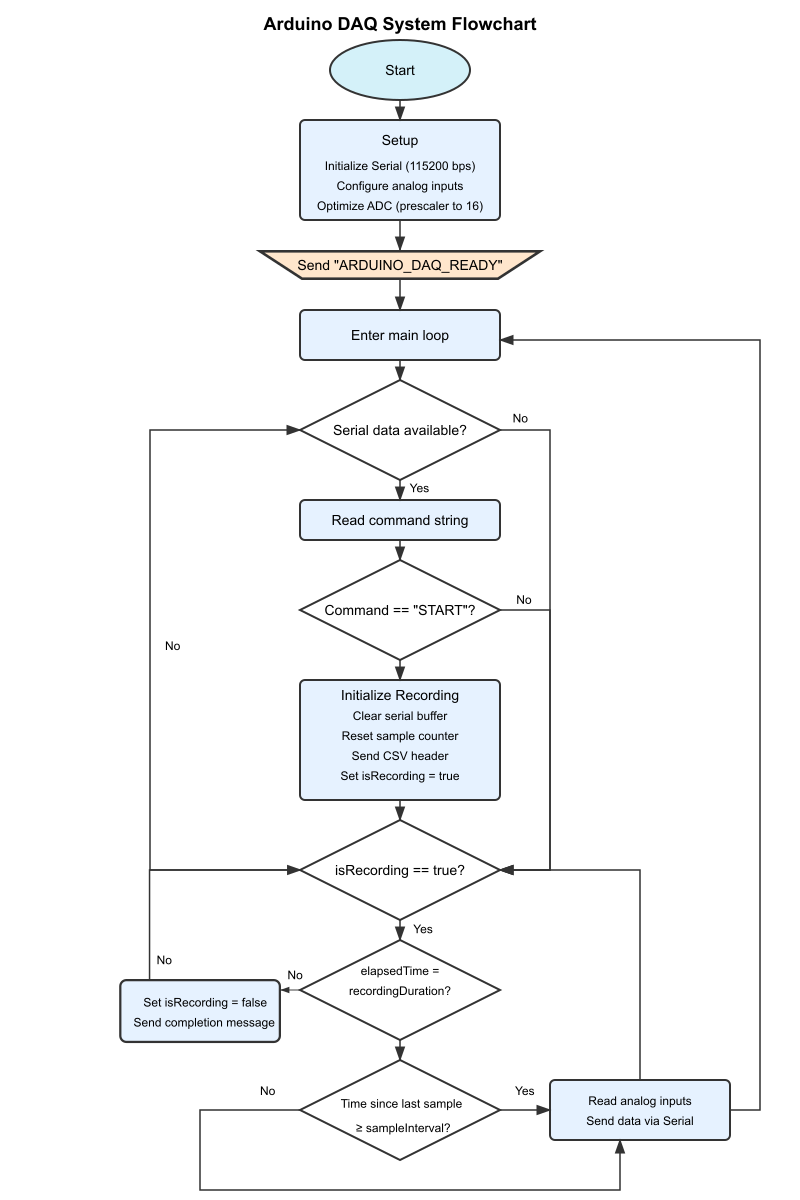 Arduino DAQ System Flowchart
Start
Setup
Initialize Serial (115200 bps)
Configure analog inputs
Optimize ADC (prescaler to 16)
Send "ARDUINO_DAQ_READY"
Enter main loop
Serial data available?
No
Yes
Read command string
Command == "START"?
No
No
Initialize Recording
Clear serial buffer
Reset sample counter
Send CSV header
Set isRecording = true
isRecording == true?
Yes
No
elapsedTime =
recordingDuration?
No
Set isRecording = false
Send completion message
Time since last sample
≥ sampleInterval?
No
Yes
Read analog inputs
Send data via Serial